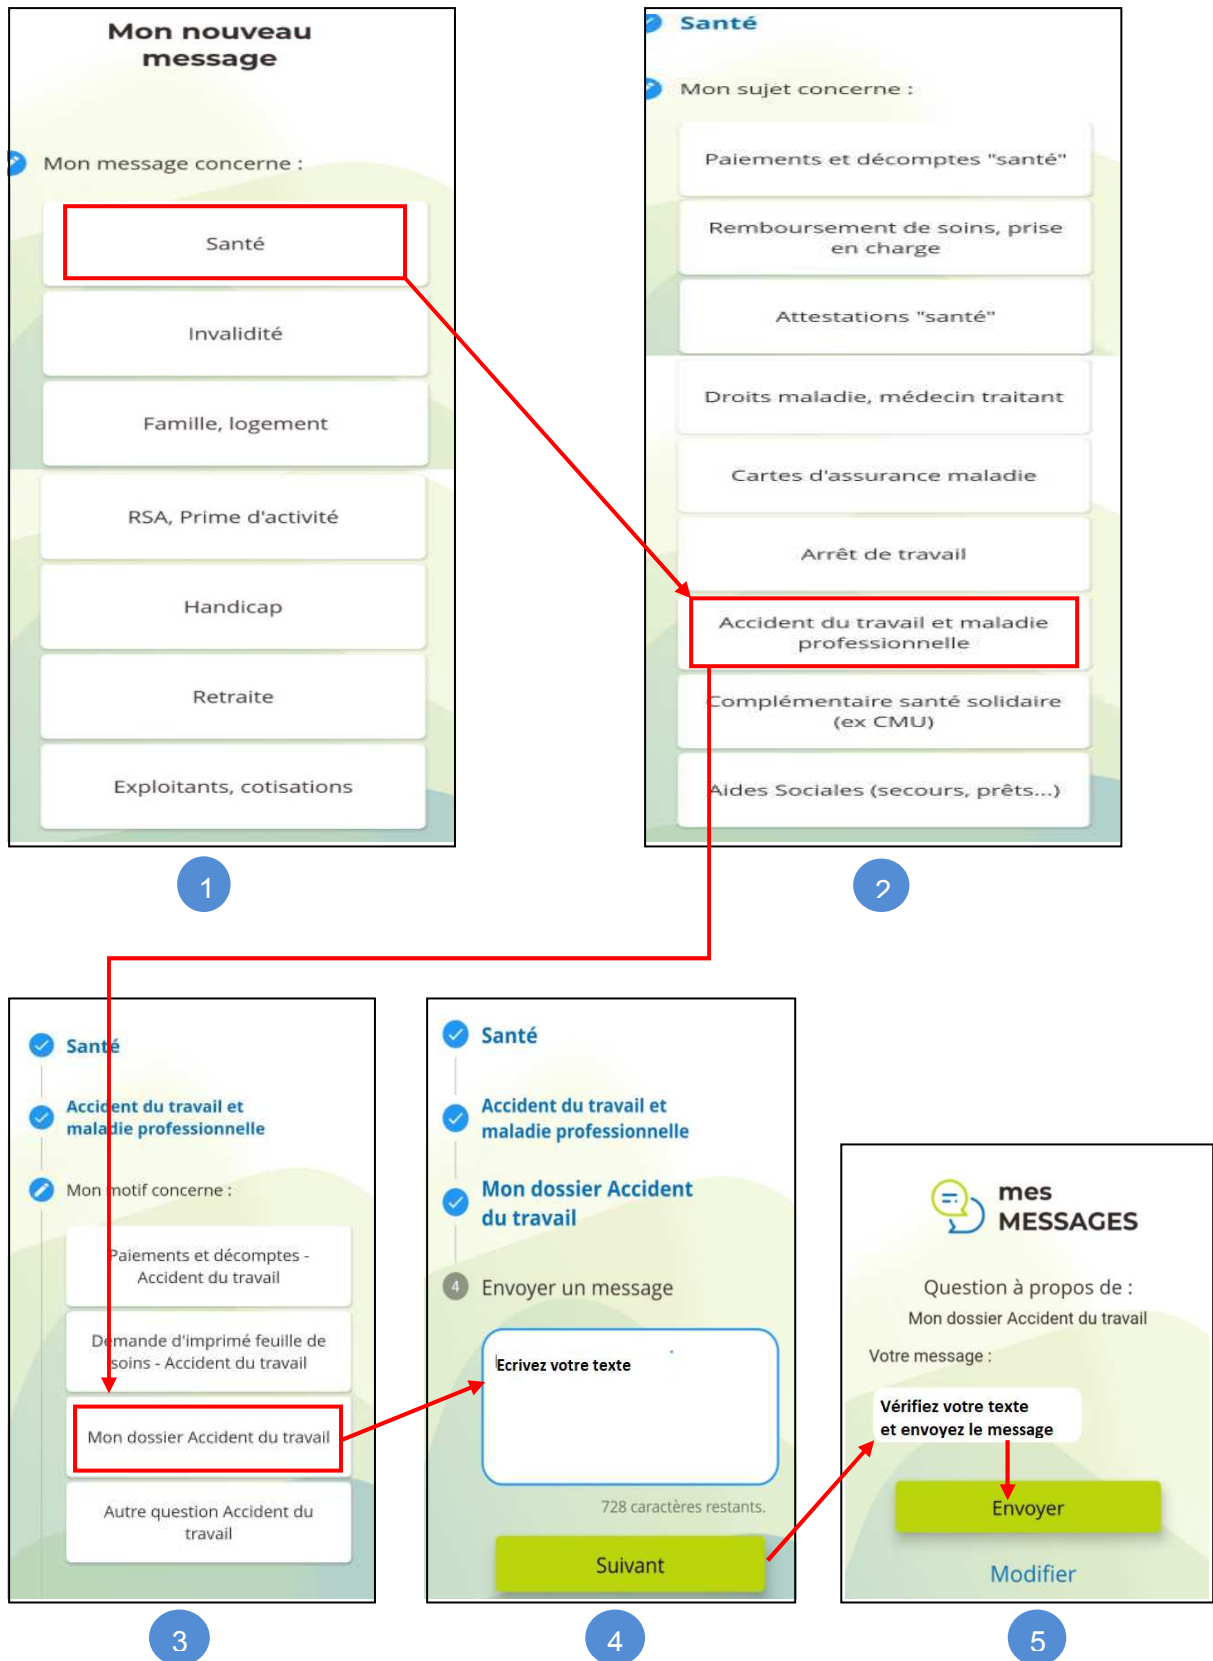 Mon nouveau
message
Mon message concerne :
Santé
Invalidité
Famille, logement
RSA, Prime d'activité
Handicap
Retraite
Exploitants, cotisations
1
Santé
Mon sujet concerne :
Paiements et décomptes "santé"
Remboursement de soins, prise
en charge
Attestations "santé"
Droits maladie, médecin traitant
Cartes d'assurance maladie
Arrêt de travail
Accident du travail et maladie
professionnelle
Complémentaire santé solidaire
(ex CMU)
Aides Sociales (secours, prêts...)
2
Santé
Accident du travail et
maladie professionnelle
Mon motif concerne :
Paiements et décomptes -
Accident du travail
Demande d'imprimé feuille de
soins - Accident du travail
Mon dossier Accident du travail
Autre question Accident du
travail
3
Santé
Accident du travail et
maladie professionnelle
Mon dossier Accident
du travail
4 Envoyer un message
Ecrivez votre texte
728 caractères restants.
Suivant
4
mes
MESSAGES
Question à propos de :
Mon dossier Accident du travail
Votre message :
Vérifiez votre texte
et envoyez le message
Envoyer
Modifier
5